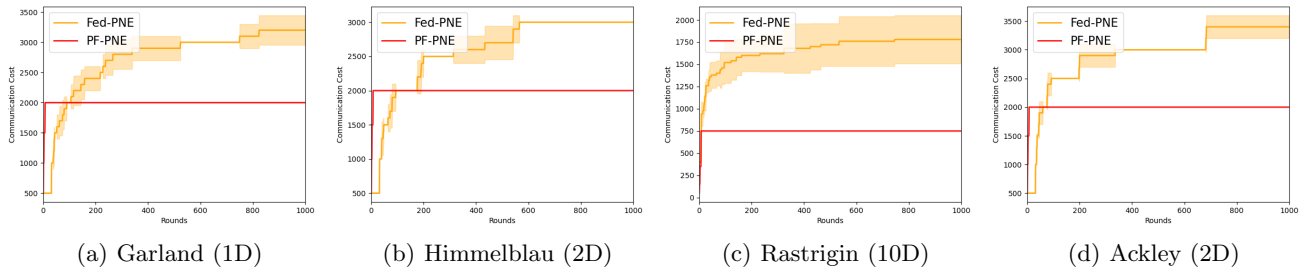 Communication Cost
3000
2500
2000
1500
1000
500
Fed-PNE
PF-PNE
0
200
400
600
800
1000
Rounds
(a) Garland (1D)
Communication Cost
3000
2500
2000
1500
1000
500
Fed-PNE
PF-PNE
0
200
400
600
800
1000
Rounds
(b) Himmelblau (2D)
Communication Cost
2000
1750
1500
1250
1000
750
500
250
0
Fed-PNE
PF-PNE
0
200
400
600
800
1000
Rounds
(c) Rastrigin (10D)
Communication Cost
3500
3000
2500
2000
1500
1000
500
Fed-PNE
PF-PNE
0
200
400
600
800
1000
Rounds
(d) Ackley (2D)